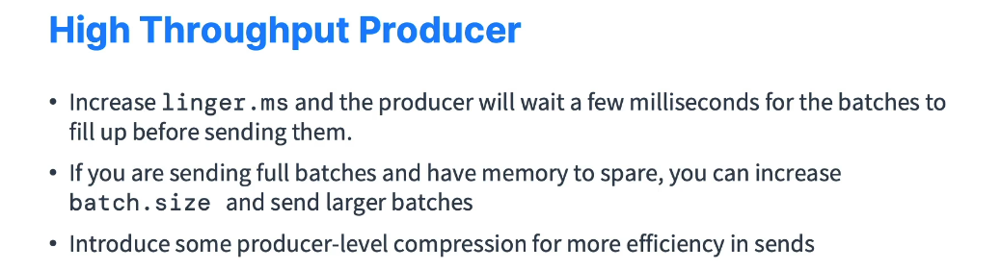 High Throughput Producer
• Increase linger.ms and the producer will wait a few milliseconds for the batches to
fill up before sending them.
• If you are sending full batches and have memory to spare, you can increase
batch.size and send larger batches
• Introduce some producer-level compression for more efficiency in sends